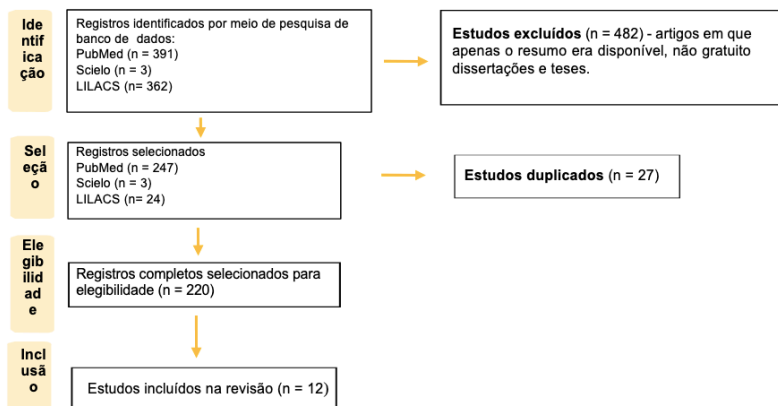 Ide
ntif
ica
ção
Registros identificados por meio de pesquisa de
banco de dados:
PubMed (n = 391)
Scielo (n = 3)
LILACS (n= 362)
Estudos excluídos (n = 482) - artigos em que
apenas o resumo era disponível, não gratuito
dissertações e teses.
Sel
eçã
o
Registros selecionados
PubMed (n = 247)
Scielo (n = 3)
LILACS (n = 24)
Estudos duplicados (n = 27)
Ele
gib
ilid
ad
e
Registros completos selecionados para
elegibilidade (n = 220)
Incl
usã
o
Estudos incluídos na revisão (n = 12)